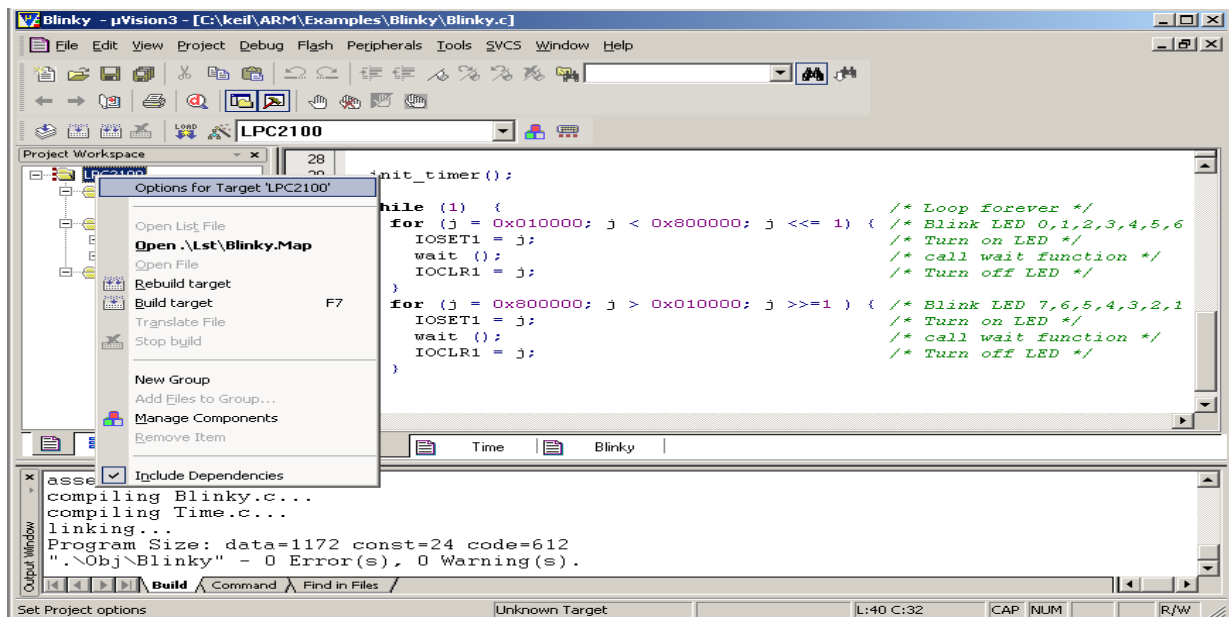 Blinky - µVision3 - [C:\keil\ARM\Examples\Blinky\Blinky.c]
File Edit View Project Debug Flash Peripherals Tools SVCS Window Help
LOAD LPC2100
Project Workspace
LPC2100
Options for Target 'LPC2100'
Open List File
Open .\Lst\Blinky.Map
Open File
Rebuild target
Build target F7
Translate File
Stop build
New Group
Add Files to Group...
Manage Components
Remove Item
Include Dependencies
28
init_timer();
hile (1) { /* Loop forever */
for (j = 0x010000; j < 0x800000; j <<= 1) { /* Blink LED 0,1,2,3,4,5,6
IOSET1 = j; /* Turn on LED */
wait (); /* call wait function */
IOCLR1 = j; /* Turn off LED */
}
for (j = 0x800000; j > 0x010000; j >>=1 ) { /* Blink LED 7,6,5,4,3,2,1
IOSET1 = j; /* Turn on LED */
wait (); /* call wait function */
IOCLR1 = j; /* Turn off LED */
}
Time Blinky
Output Window
asse
compiling Blinky.c...
compiling Time.c...
linking...
Program Size: data=1172 const=24 code=612
".\Obj\Blinky" - 0 Error(s), 0 Warning(s).
Build Command Find in Files
Set Project options Unknown Target L:40 C:32 CAP NUM R/W